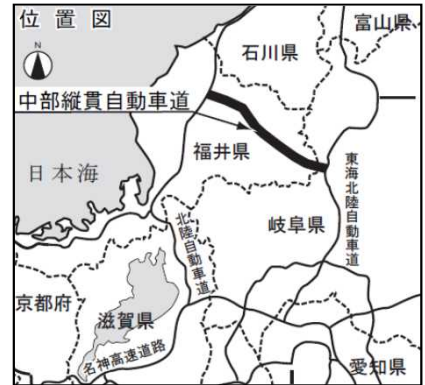 位置図
富山県
N
石川県
中部縦貫自動車道
福井県
日本海
東海北陸自動車道
岐阜県
北陸自動車道
京都府
滋賀県
名神高速道路
愛知県